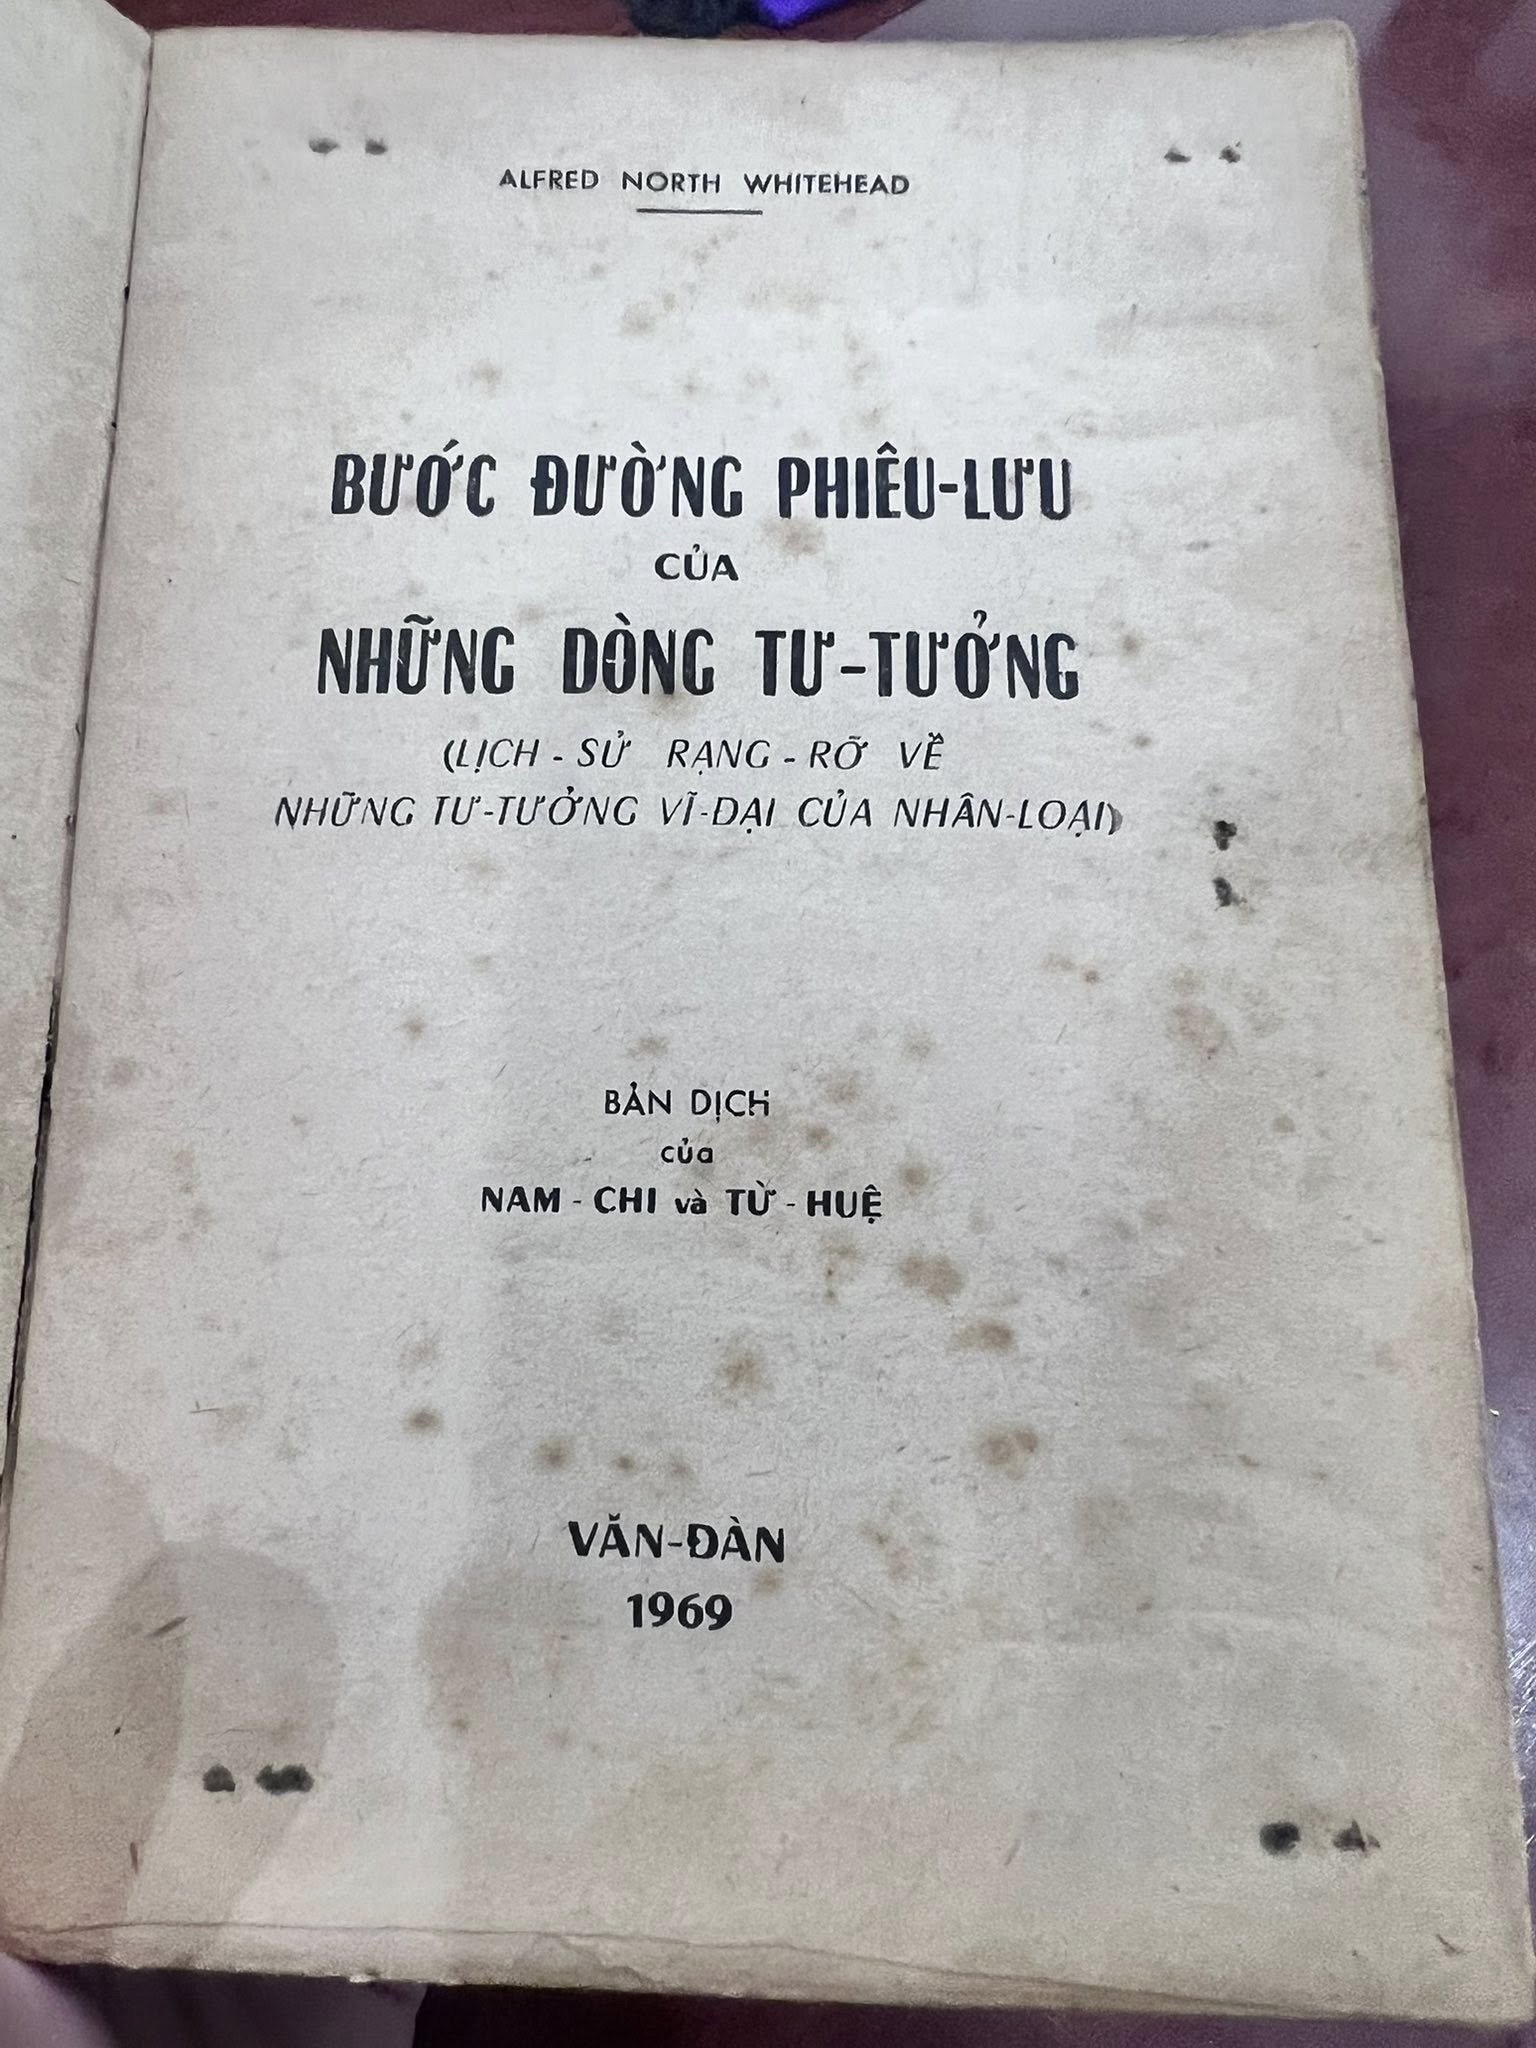 ALFRED NORTH WHITEHEAD
BƯỚC ĐƯỜNG PHIÊU-LƯU
CỦA
NHỮNG DÒNG TƯ-TƯỞNG
(LỊCH - SỬ RẠNG - RỠ VỀ
NHỮNG TƯ-TƯỞNG VĨ-DẠI CỦA NHÂN-LOẠI)
BẢN DỊCH
của
NAM - CHI và TỪ - HUỆ
VĂN-ĐÀN
1969